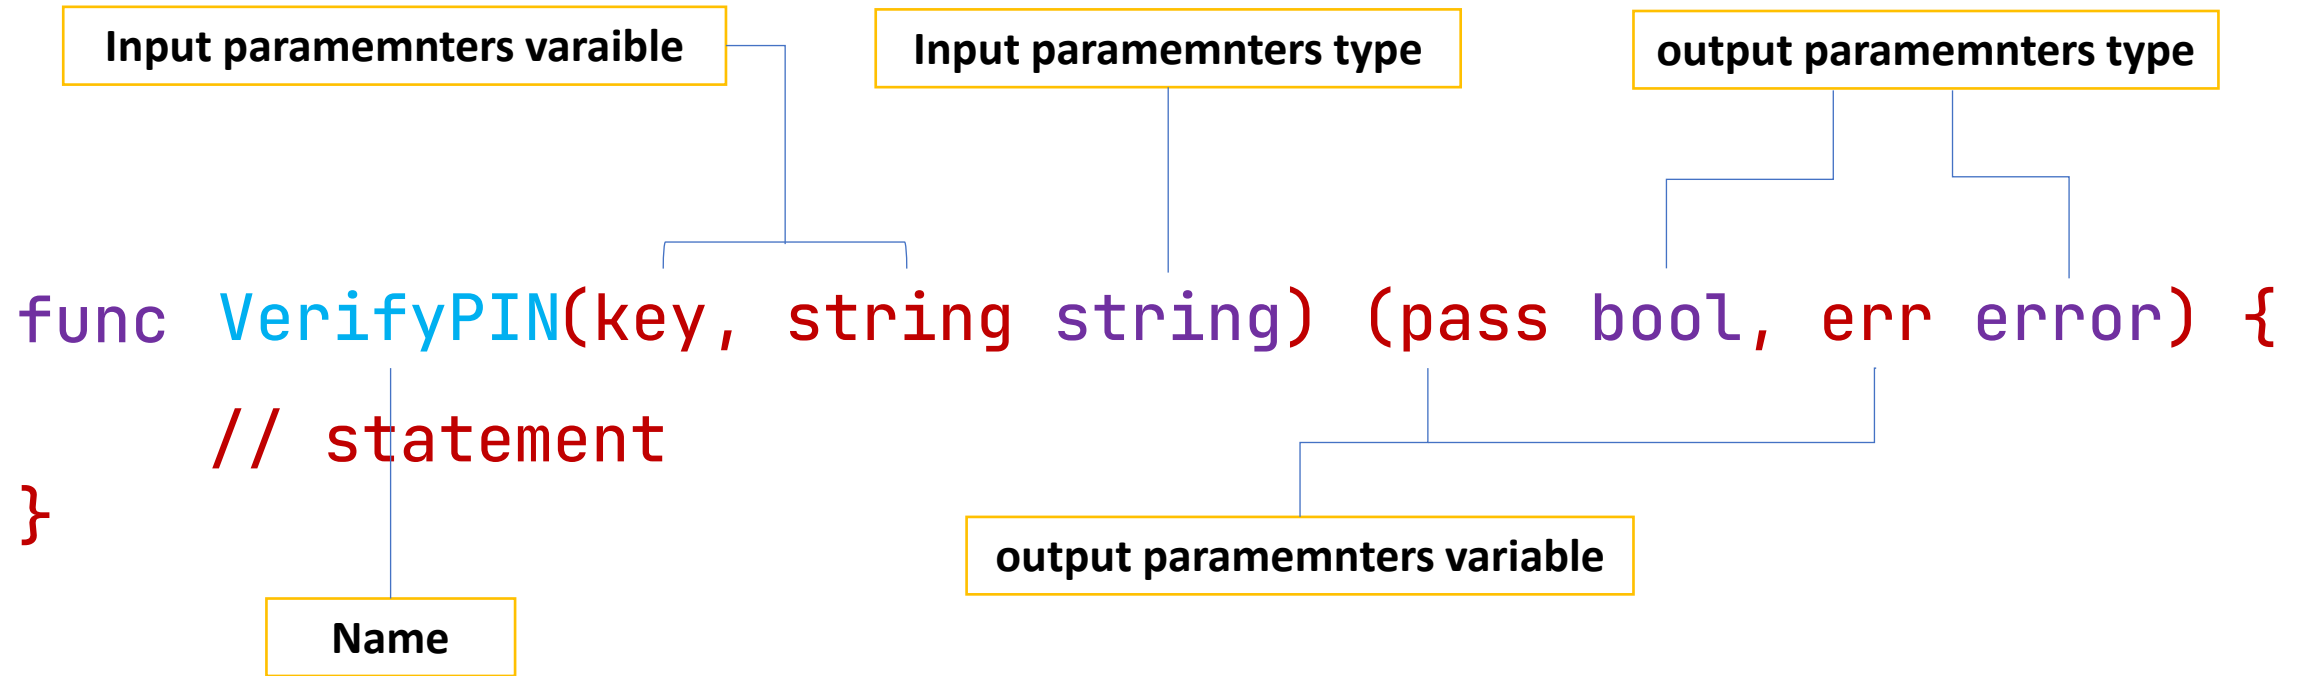 Input paramemnters varaible
Input paramemnters type
output paramemnters type
func VerifyPIN(key, string string) (pass bool, err error) {
// statement
}
output paramemnters variable
Name